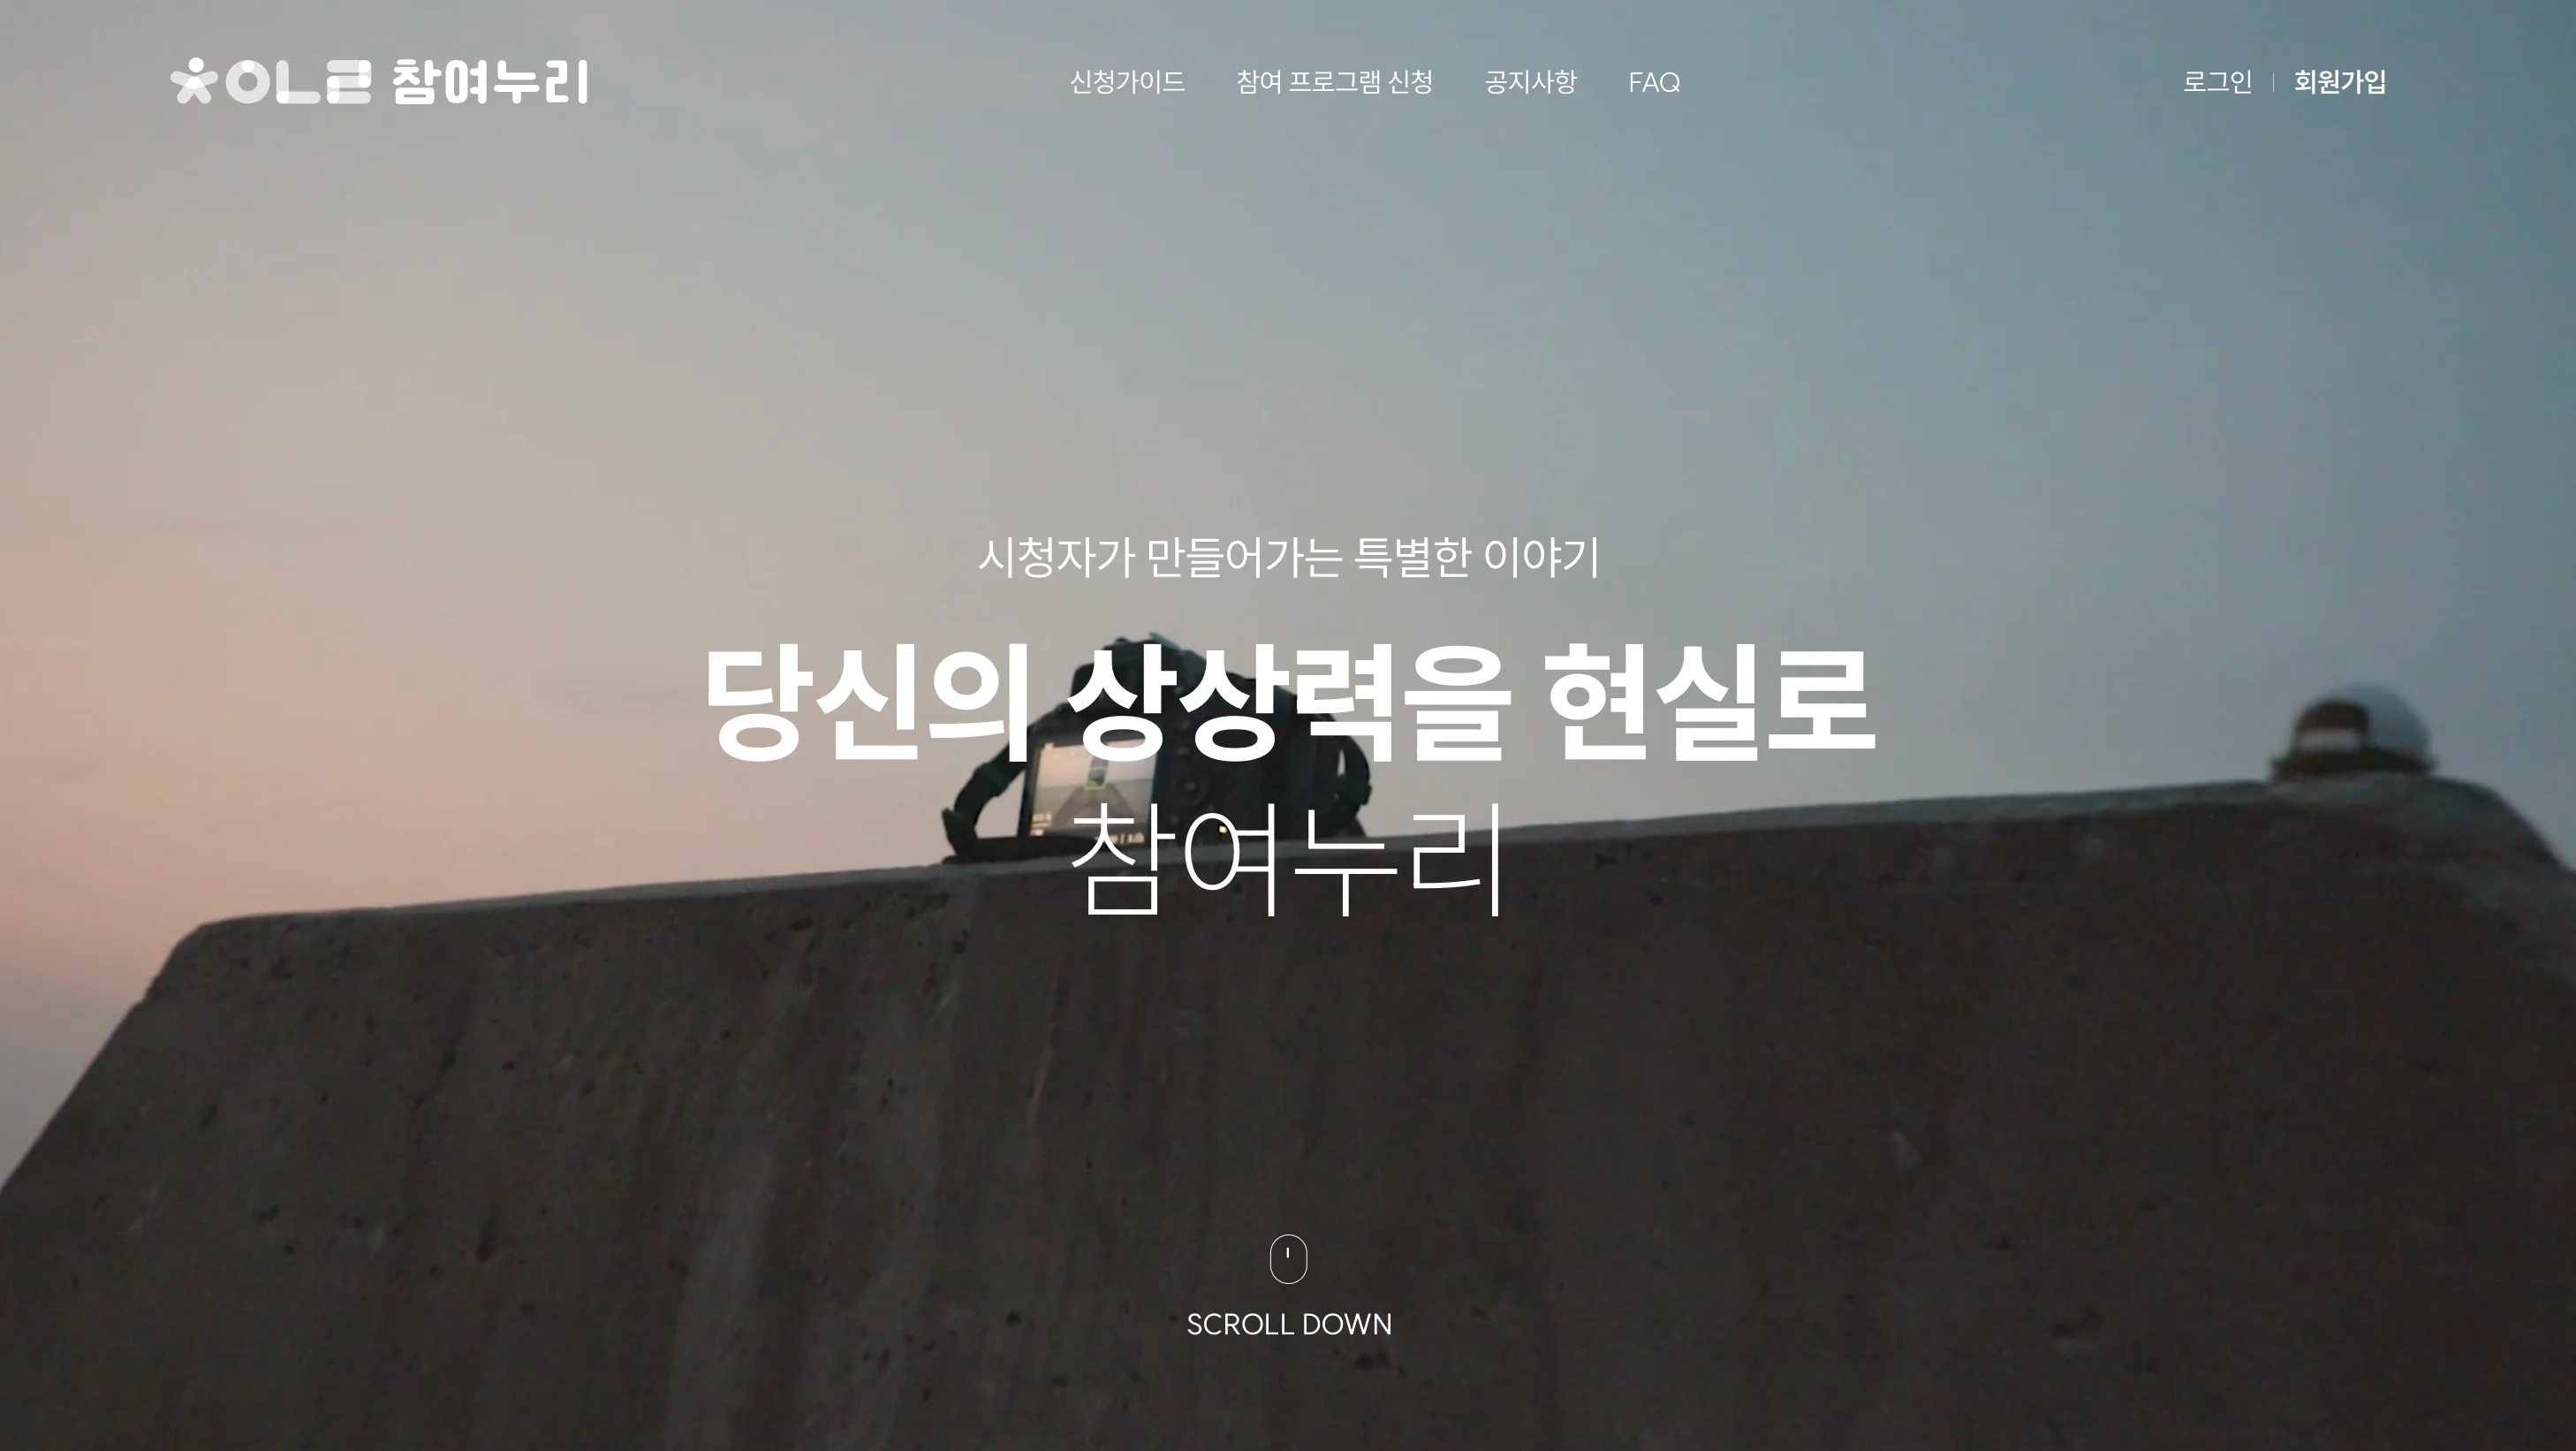 참여누리
신청가이드 참여 프로그램 신청 공지사항 FAQ
로그인 회원가입
시청자가 만들어가는 특별한 이야기
당신의 상상력을 현실로
참여누리
SCROLL DOWN